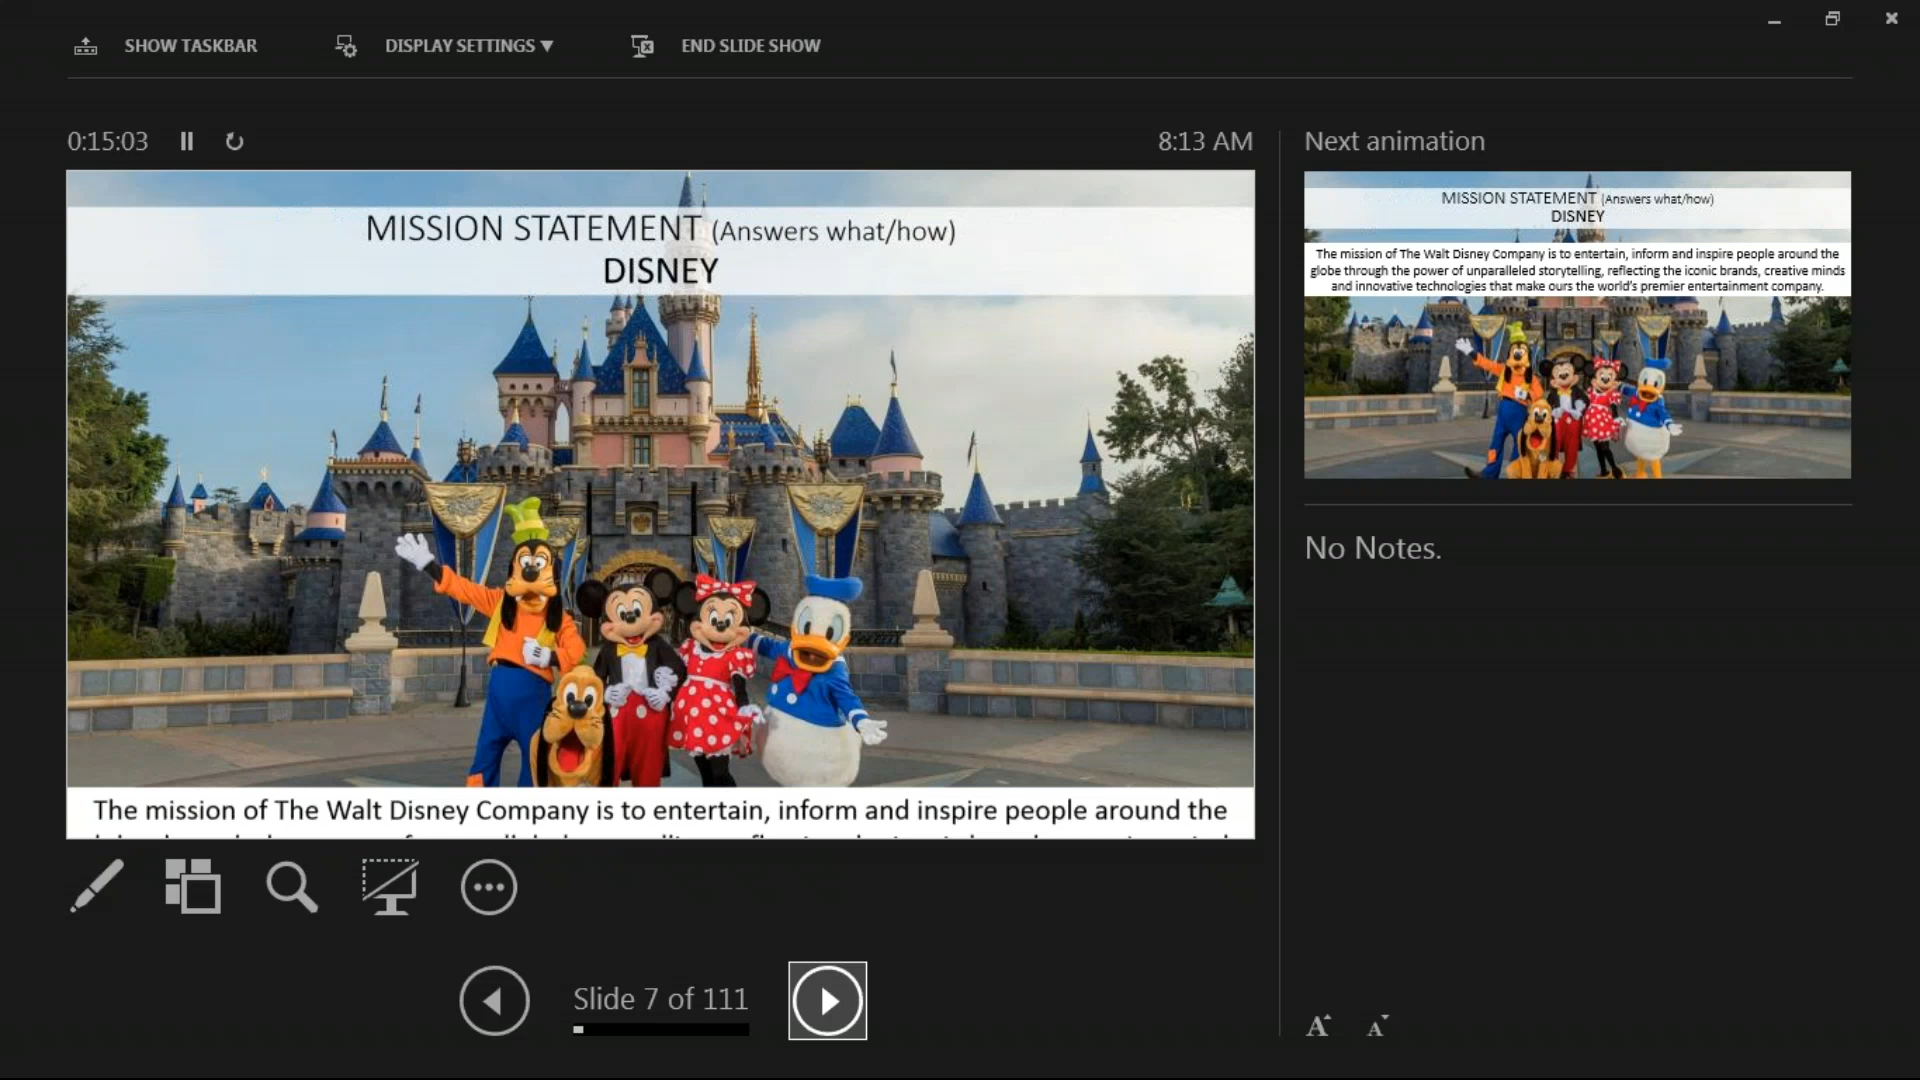 SHOW TASKBAR
DISPLAY SETTINGS ▼
END SLIDE SHOW
0:15:03
8:13 AM
MISSION STATEMENT (Answers what/how)
DISNEY
The mission of The Walt Disney Company is to entertain, inform and inspire people around the
Slide 7 of 111
Next animation
MISSION STATEMENT (Answers what/how)
DISNEY
The mission of The Walt Disney Company is to entertain, inform and inspire people around the
globe through the power of unparalleled storytelling, reflecting the iconic brands, creative minds
and innovative technologies that make ours the world's premier entertainment company.
No Notes.
A A